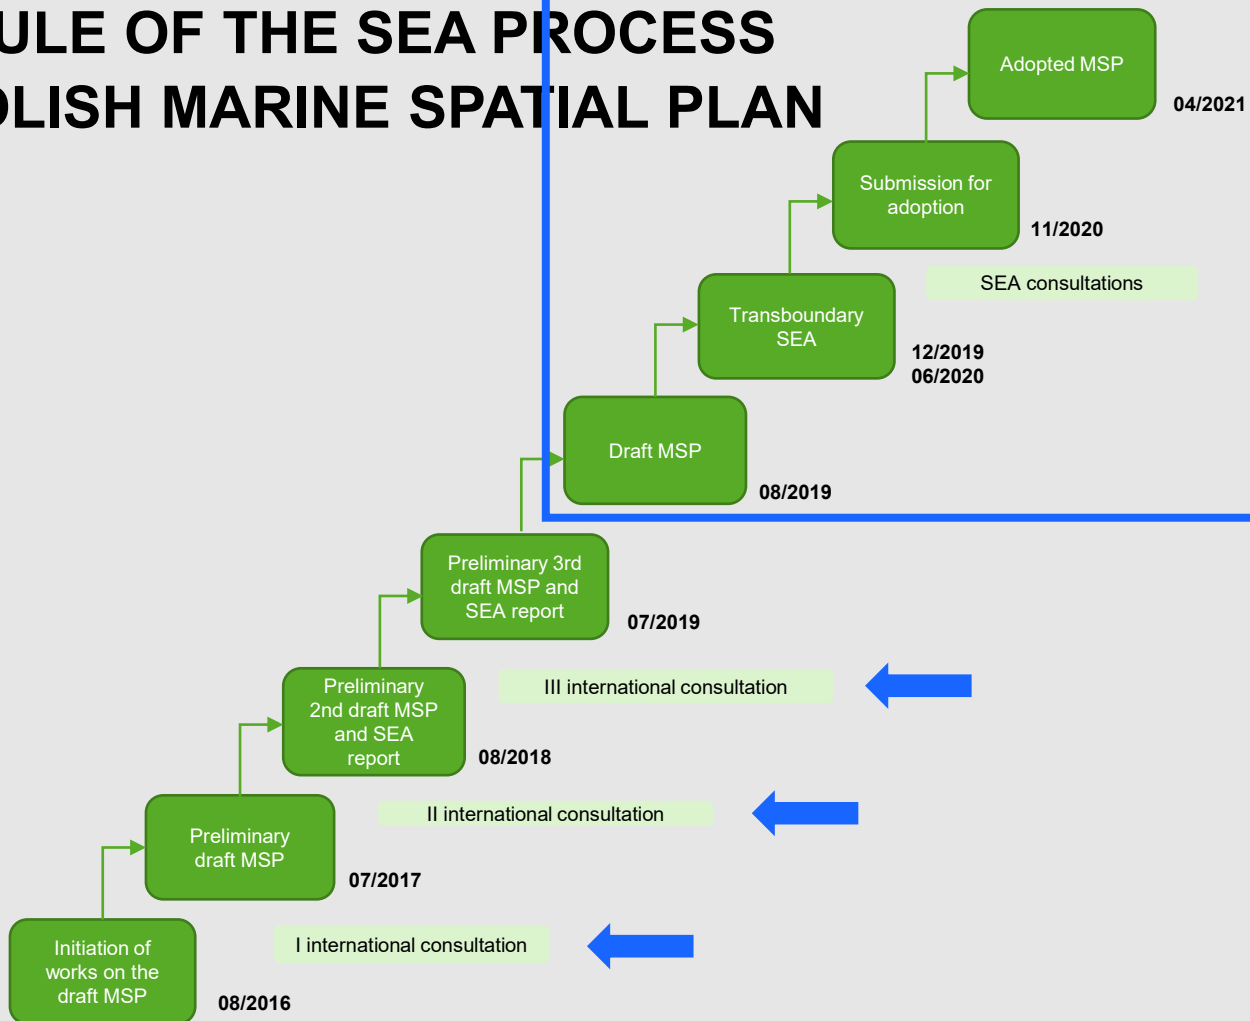 ULE OF THE SEA PROCESS
OLISH MARINE SPATIAL PLAN
Adopted MSP
04/2021
Submission for
adoption
11/2020
SEA consultations
Transboundary
SEA
12/2019
06/2020
Draft MSP
08/2019
Preliminary 3rd
draft MSP and
SEA report
07/2019
Preliminary
2nd draft MSP
and SEA
report
08/2018
III international consultation
Preliminary
draft MSP
07/2017
II international consultation
Initiation of
works on the
draft MSP
08/2016
I international consultation